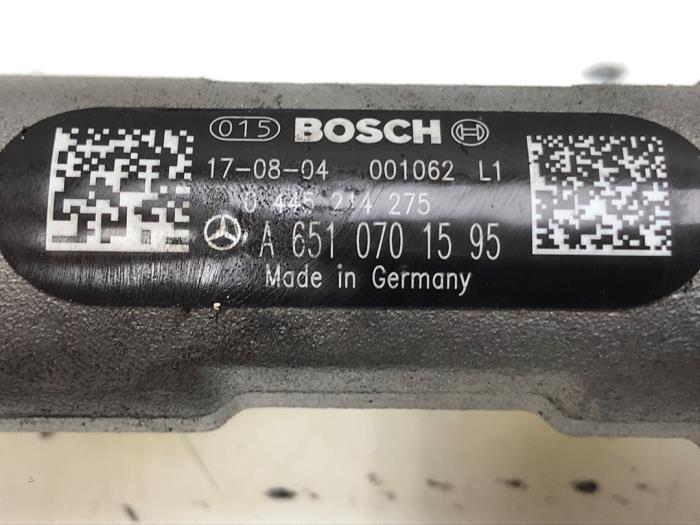 015 BOSCH
17-08-04 001062 L1
0 445 214 275
A 651 070 15 95
Made in Germany